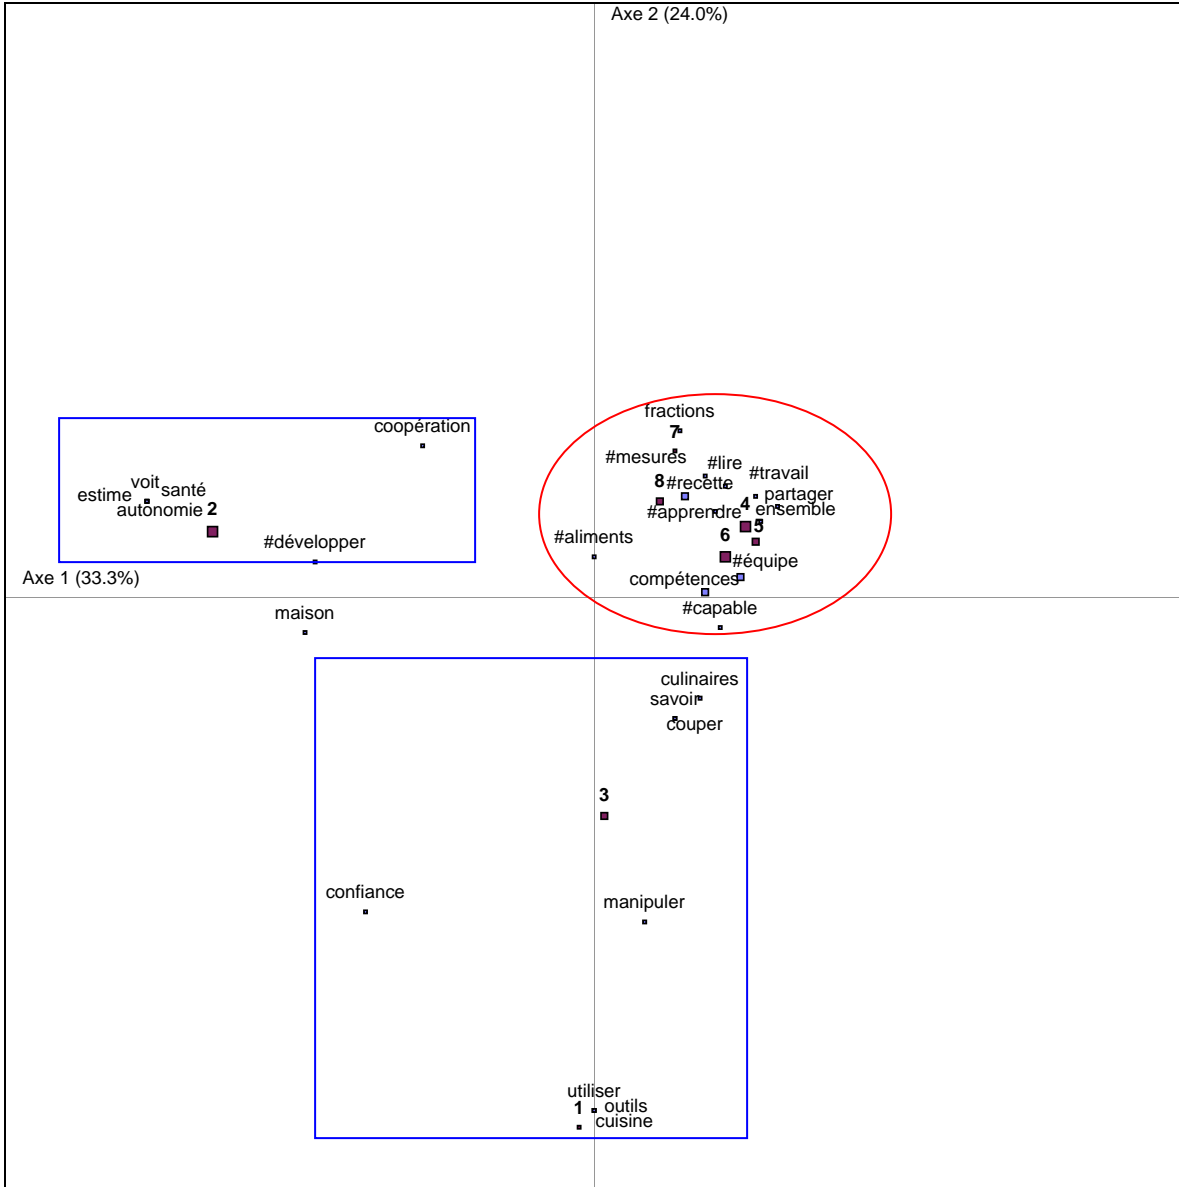 Axe 2 (24.0%)
fractions
coopération
7
#mesures
#lire
#travail
voit
8
#recette
estime
santé
partager
autonomie
2
#apprendre
4
ensemble
5
#développer
#aliments
6
#équipe
Axe 1 (33.3%)
compétences
maison
#capable
culinaires
savoir
couper
3
confiance
manipuler
utiliser
1
outils
cuisine